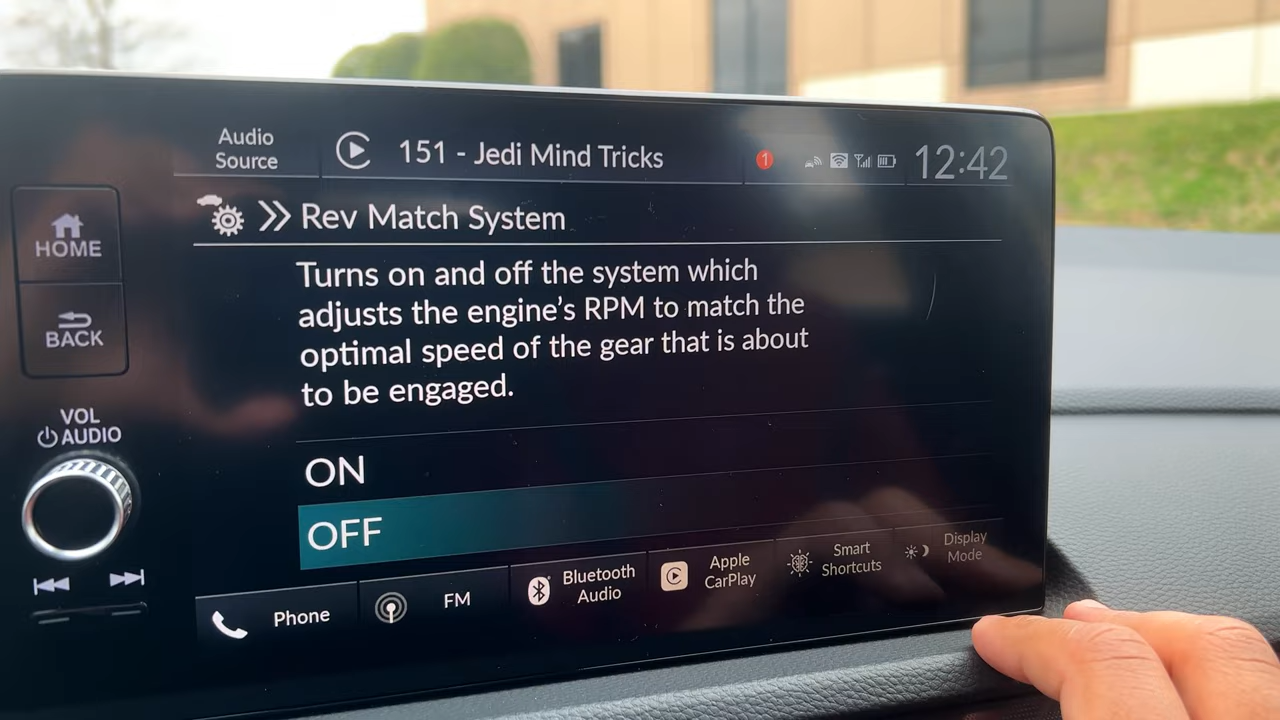 Audio
Source
151 - Jedi Mind Tricks
1
12:42
HOME
BACK
VOL
AUDIO
Rev Match System
Turns on and off the system which
adjusts the engine's RPM to match the
optimal speed of the gear that is about
to be engaged.
ON
OFF
Phone
FM
Bluetooth
Audio
Apple
CarPlay
Smart
Shortcuts
Display
Mode